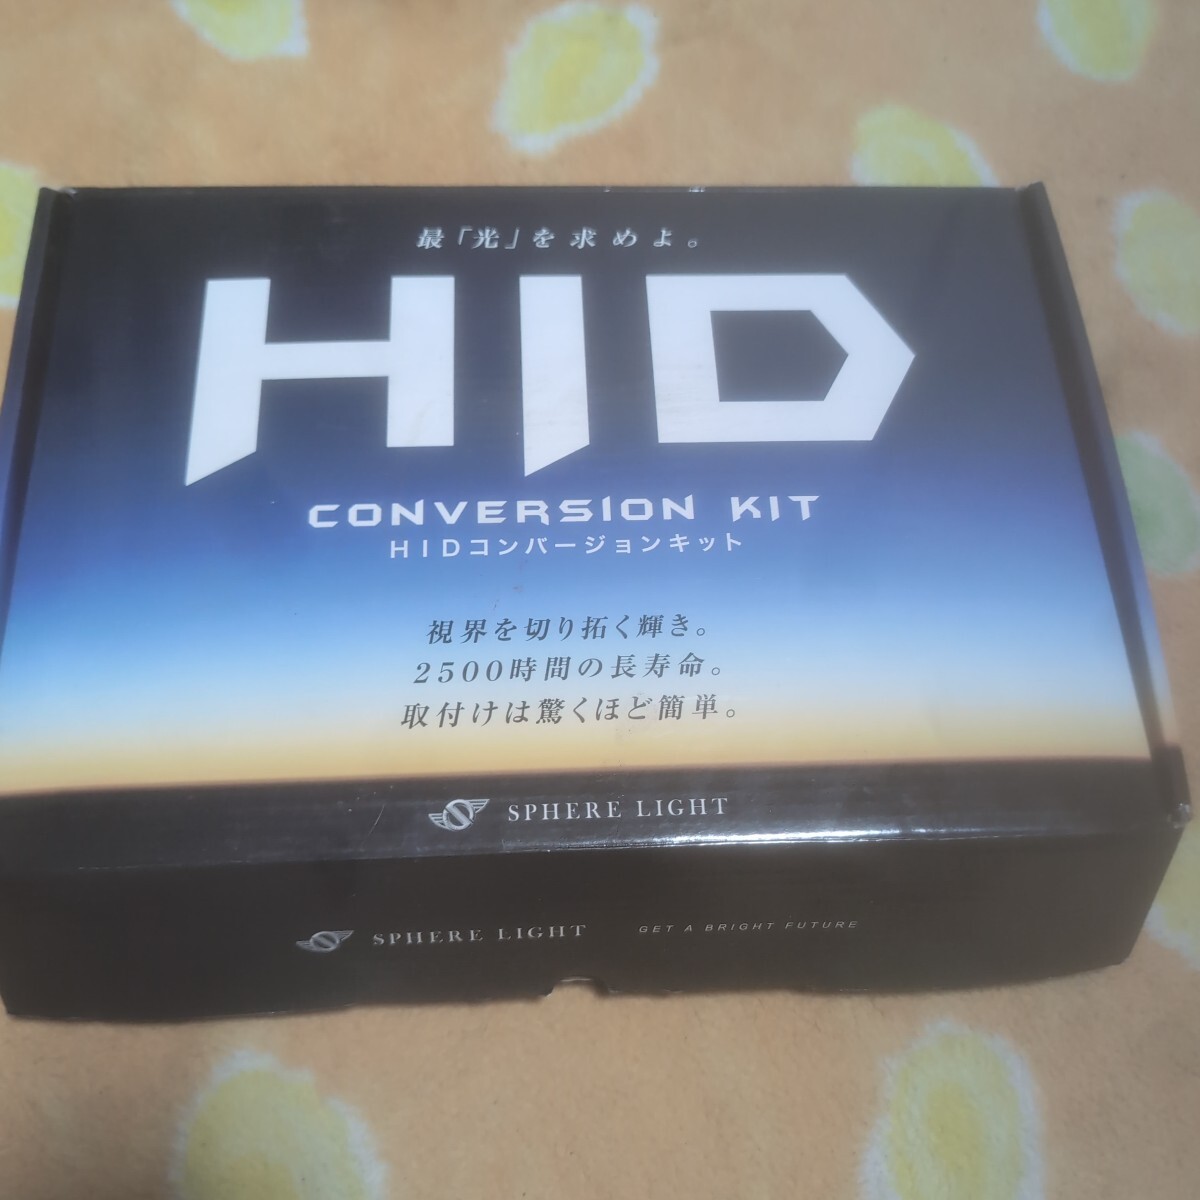 最「光」を求めよ。
HID
CONVERSION KIT
HIDコンバージョンキット
視界を切り拓く輝き。
2500時間の長寿命。
取付けは驚くほど簡単。
SPHERE LIGHT
SPHERE LIGHT GET A BRIGHT FUTURE